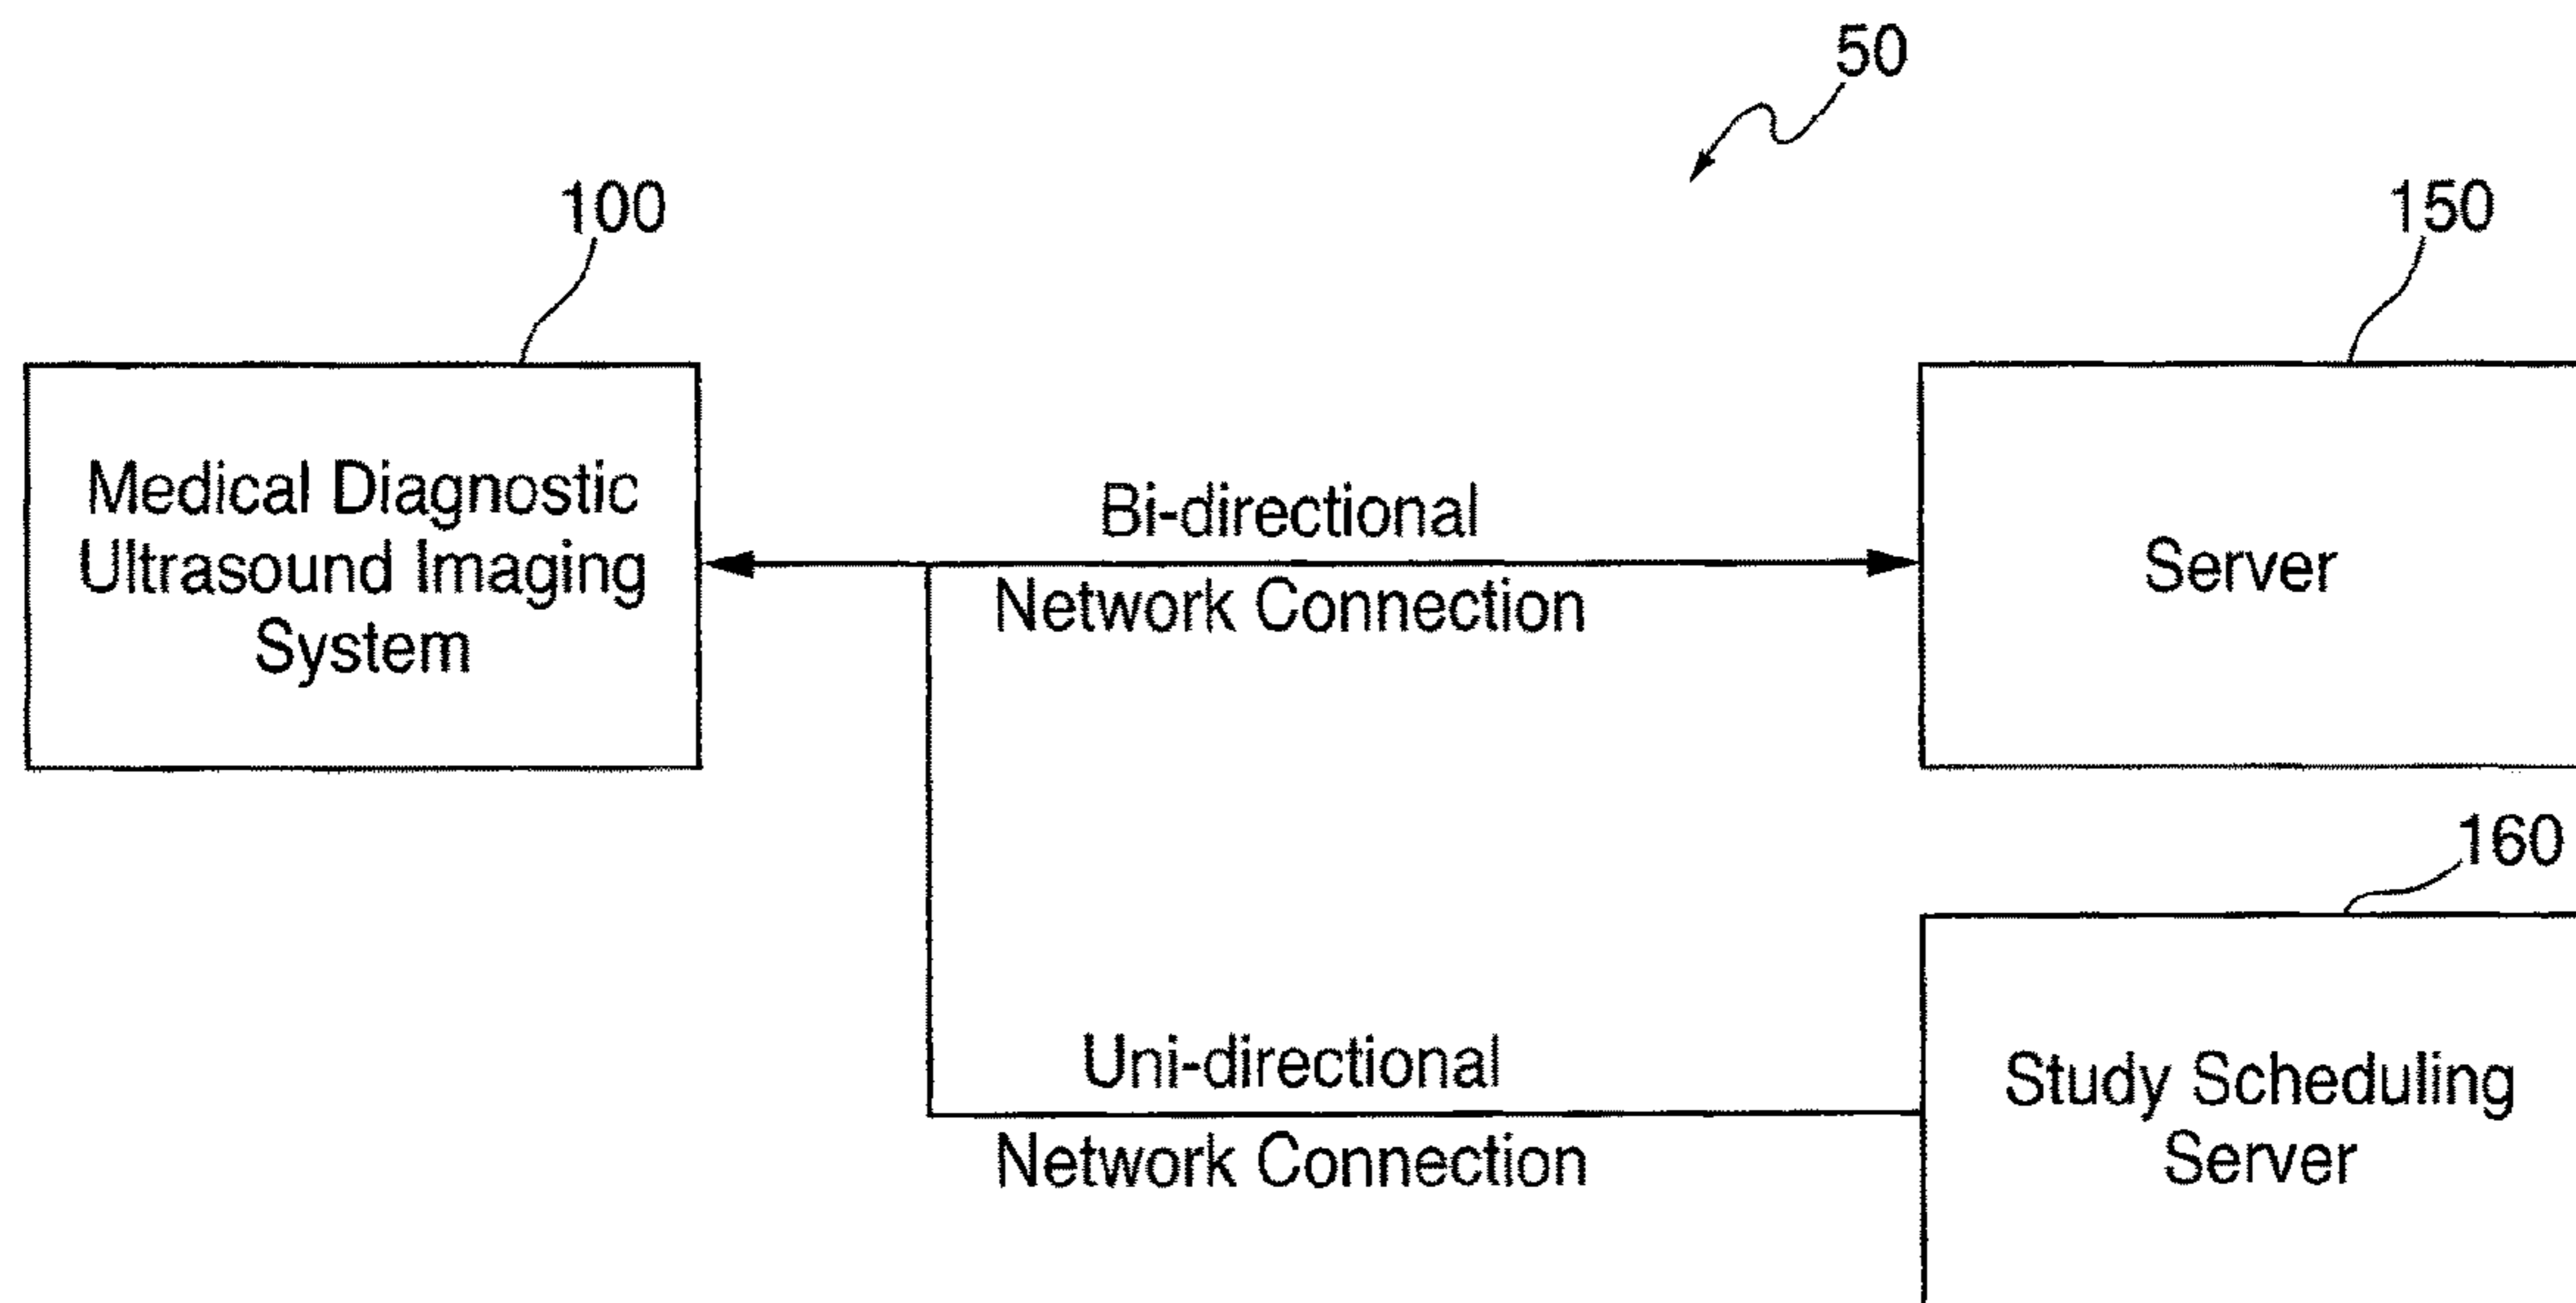 50
100
150
Medical Diagnostic
Ultrasound Imaging
System
Bi-directional
Network Connection
Server
160
Uni-directional
Network Connection
Study Scheduling
Server